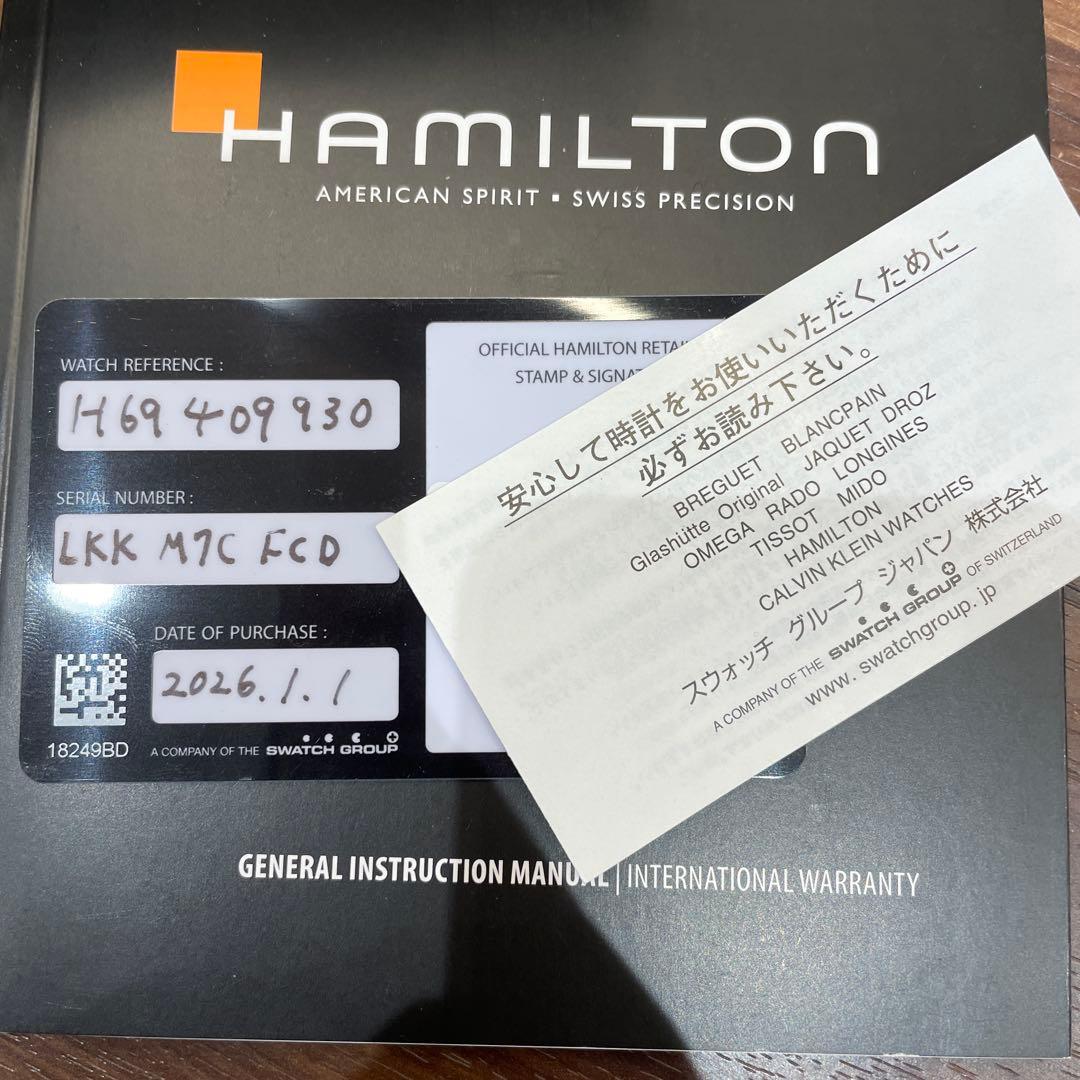 HAMILTON
AMERICAN SPIRIT ▪ SWISS PRECISION
WATCH REFERENCE :
H69 409 930
SERIAL NUMBER :
LKK M7C FCD
DATE OF PURCHASE :
2026.1.1
18249BD
A COMPANY OF THE SWATCH GROUP
OFFICIAL HAMILTON
STAMP &
安心して時計をお使いいただくために
必ずお読み下さい。
BREGUET BLANCPAIN
Glashütte Original JAQUET DROZ
OMEGA RADO LONGINES
TISSOT MIDO
HAMILTON
CALVIN KLEIN WATCHES
スウォッチ グループ ジャパン 株式会社
A COMPANY OF THE SWATCH GROUP OF SWITZERLAND
www.swatchgroup.jp
GENERAL INSTRUCTION MANUAL | INTERNATIONAL WARRANTY